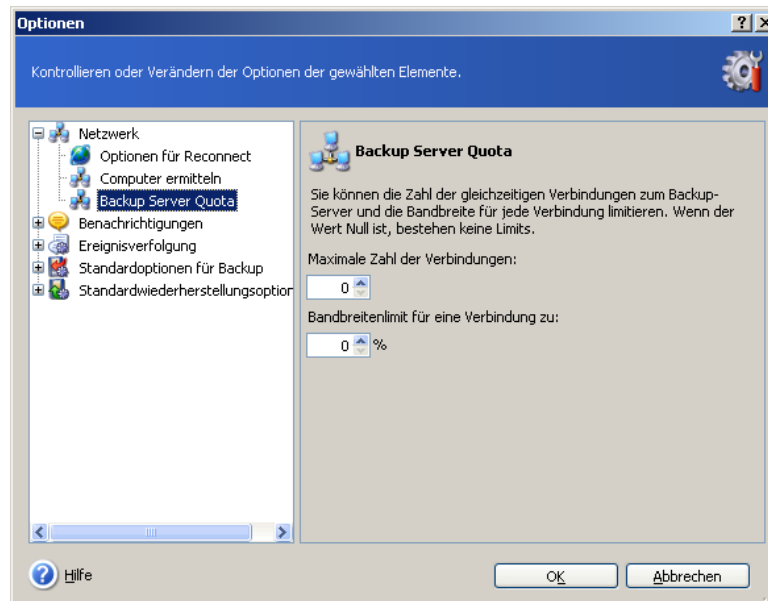 Optionen
Kontrollieren oder Verändern der Optionen der gewählten Elemente.
Netzwerk
Optionen für Reconnect
Computer ermitteln
Backup Server Quota
Benachrichtigungen
Ereignisverfolgung
Standardoptionen für Backup
Standardwiederherstellungsoption
Backup Server Quota
Sie können die Zahl der gleichzeitigen Verbindungen zum Backup-
Server und die Bandbreite für jede Verbindung limitieren. Wenn der
Wert Null ist, bestehen keine Limits.
Maximale Zahl der Verbindungen:
0
Bandbreitenlimit für eine Verbindung zu:
0 %
Hilfe
OK
Abbrechen